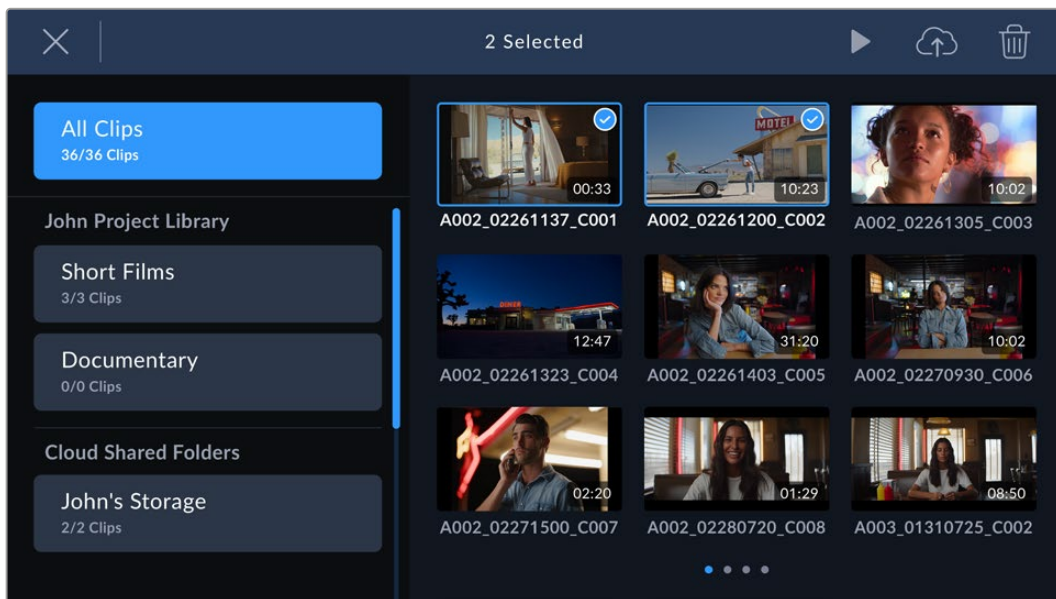 2 Selected
All Clips
36/36 Clips
John Project Library
Short Films
3/3 Clips
Documentary
0/0 Clips
Cloud Shared Folders
John's Storage
2/2 Clips
MOTEL
00:33
10:23
10:02
A002_02261137_C001
A002_02261200_C002
A002_02261305_C003
DINER
12:47
31:20
10:02
A002_02261323_C004
A002_02261403_C005
A002_02270930_C006
02:20
01:29
08:50
A002_02271500_C007
A002_02280720_C008
A003_01310725_C002